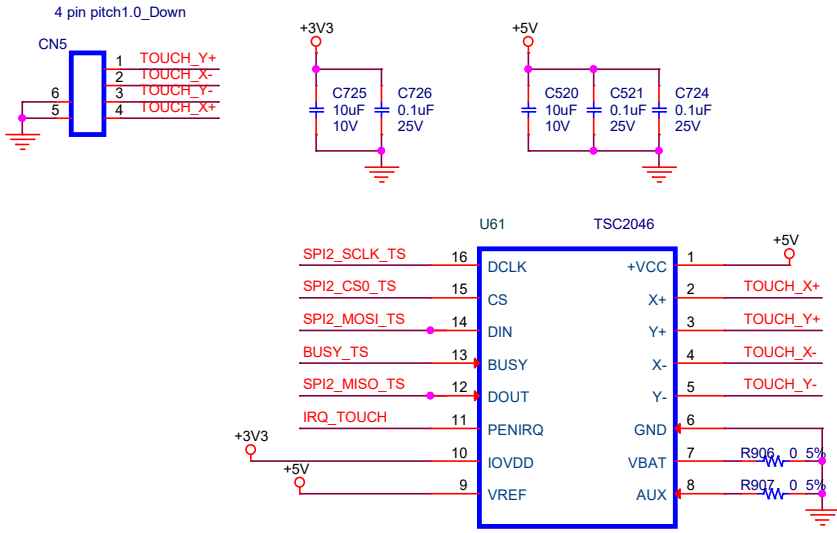 4 pin pitch1.0_Down
CN5
1 TOUCH_Y+
2 TOUCH_X-
6 3 TOUCH_Y-
5 4 TOUCH_X+
+3V3
C725 C726
10uF 0.1uF
10V 25V
+5V
C520 C521 C724
10uF 0.1uF 0.1uF
10V 25V 25V
U61 TSC2046
+5V
SPI2_SCLK_TS 16 DCLK +VCC 1
SPI2_CS0_TS 15 CS X+ 2 TOUCH_X+
SPI2_MOSI_TS 14 DIN Y+ 3 TOUCH_Y+
BUSY_TS 13 BUSY X- 4 TOUCH_X-
SPI2_MISO_TS 12 DOUT Y- 5 TOUCH_Y-
IRQ_TOUCH 11 PENIRQ GND 6
+3V3 10 IOVDD VBAT 7 R906 0 5%
+5V 9 VREF AUX 8 R907 0 5%